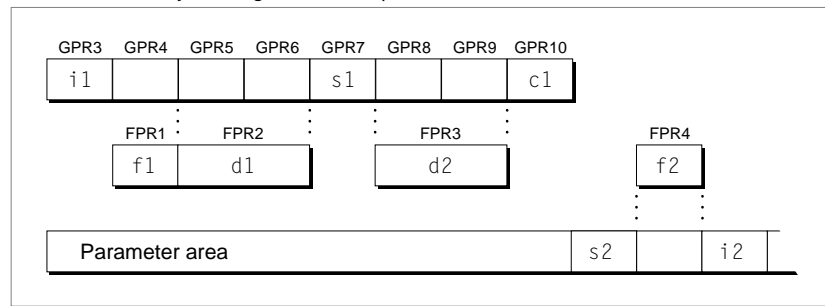 GPR3 GPR4 GPR5 GPR6 GPR7 GPR8 GPR9 GPR10
i1 s1 c1
FPR1 FPR2 FPR3 FPR4
f1 d1 d2 f2
Parameter area s2 i2